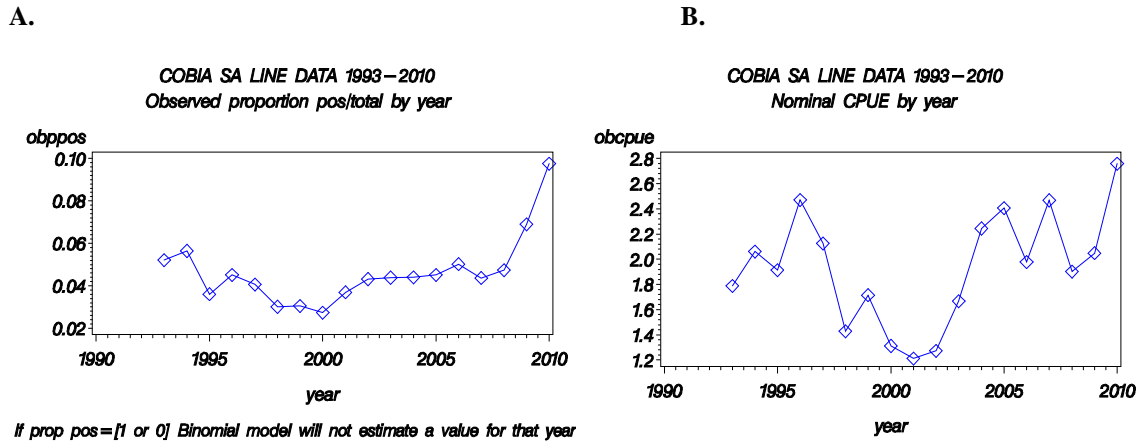 A.
COBIA SA LINE DATA 1993-2010
Observed proportion pos/total by year
obppos
0.10
0.08
0.06
0.04
0.02
1990
1995
2000
2005
2010
year
If prop pos=[1 or 0] Binomial model will not estimate a value for that year
B.
COBIA SA LINE DATA 1993-2010
Nominal CPUE by year
obcpue
2.8
2.6
2.4
2.2
2.0
1.8
1.6
1.4
1.2
1990
1995
2000
2005
2010
year